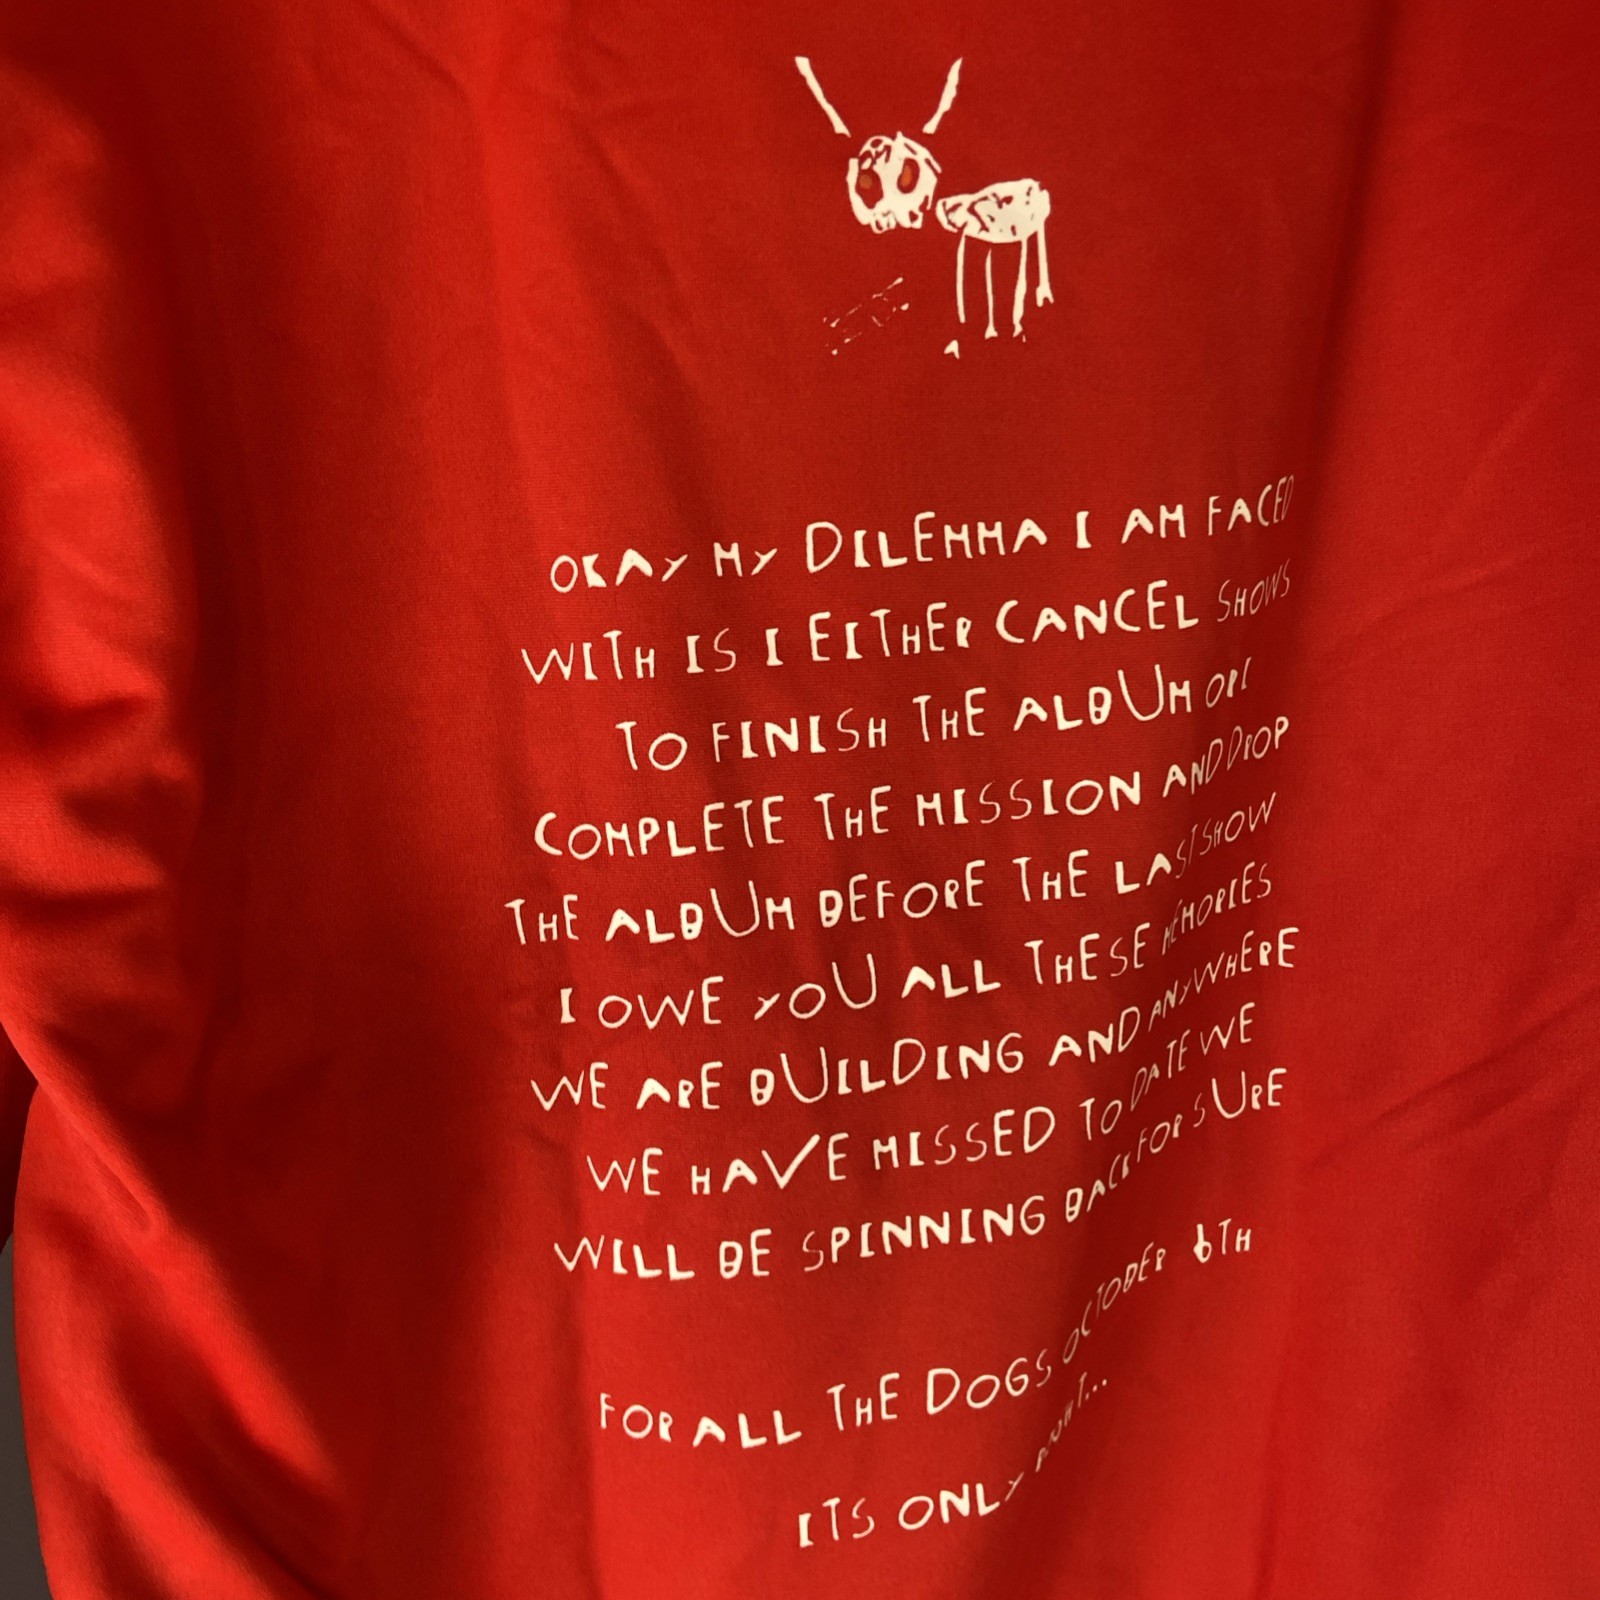 OKAY MY DILEMMA I AM FACED
WITH IS I EITHER CANCEL SHOWS
TO FINISH THE ALBUM OR I
COMPLETE THE MISSION AND DROP
THE ALBUM BEFORE THE LAST SHOW
I OWE YOU ALL THESE MEMORIES
WE ARE BUILDING AND ANYWHERE
WE HAVE MISSED TO DATE WE
WILL BE SPINNING BACK FOR SURE
FOR ALL THE DOGS, OCTOBER 6TH
ITS ONLY RIGHT...